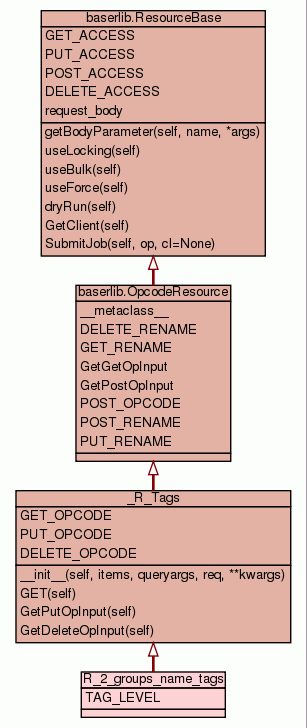 baserlib.ResourceBase
GET_ACCESS
PUT_ACCESS
POST_ACCESS
DELETE_ACCESS
request_body
getBodyParameter(self, name, *args)
useLocking(self)
useBulk(self)
useForce(self)
dryRun(self)
GetClient(self)
SubmitJob(self, op, cl=None)
baserlib.OpcodeResource
__metaclass__
DELETE_RENAME
GET_RENAME
GetGetOpInput
GetPostOpInput
POST_OPCODE
POST_RENAME
PUT_RENAME
_R_Tags
GET_OPCODE
PUT_OPCODE
DELETE_OPCODE
__init__(self, items, queryargs, req, **kwargs)
GET(self)
GetPutOpInput(self)
GetDeleteOpInput(self)
R_2_groups_name_tags
TAG_LEVEL